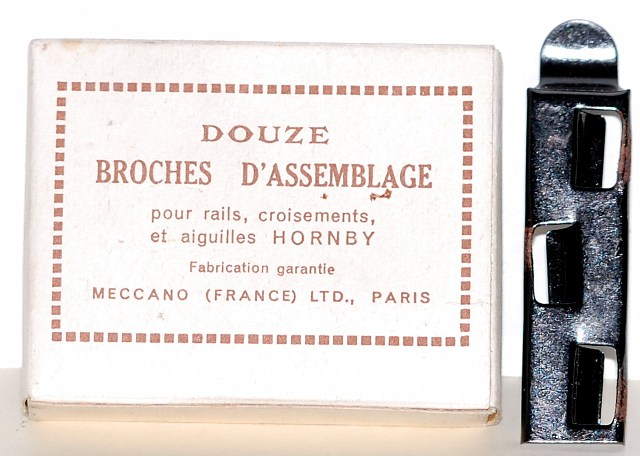 DOUZE
BROCHES D'ASSEMBLAGE
pour rails, croisements,
et aiguilles HORNBY
Fabrication garantie
MECCANO (FRANCE) LTD., PARIS